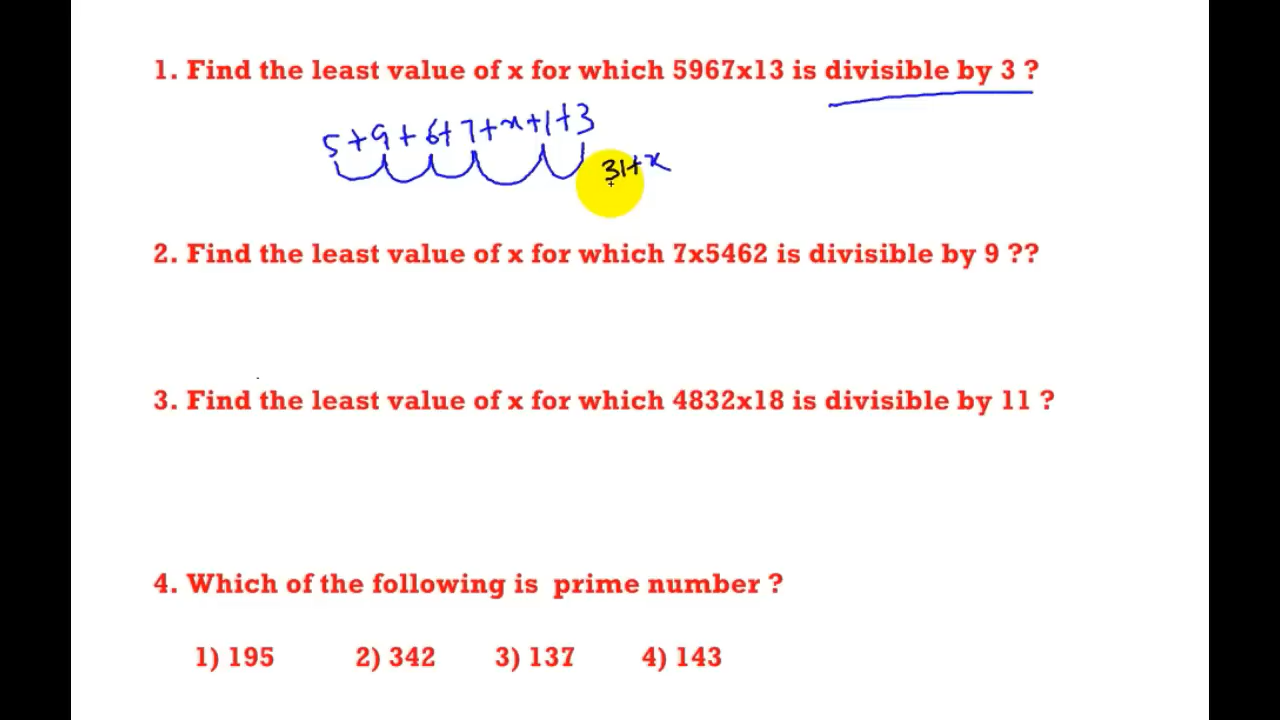 1. Find the least value of x for which 5967x13 is divisible by 3 ?
5+9+6+7+x+1+3
31+x
2. Find the least value of x for which 7x5462 is divisible by 9 ??
3. Find the least value of x for which 4832x18 is divisible by 11 ?
4. Which of the following is prime number ?
1) 195 2) 342 3) 137 4) 143